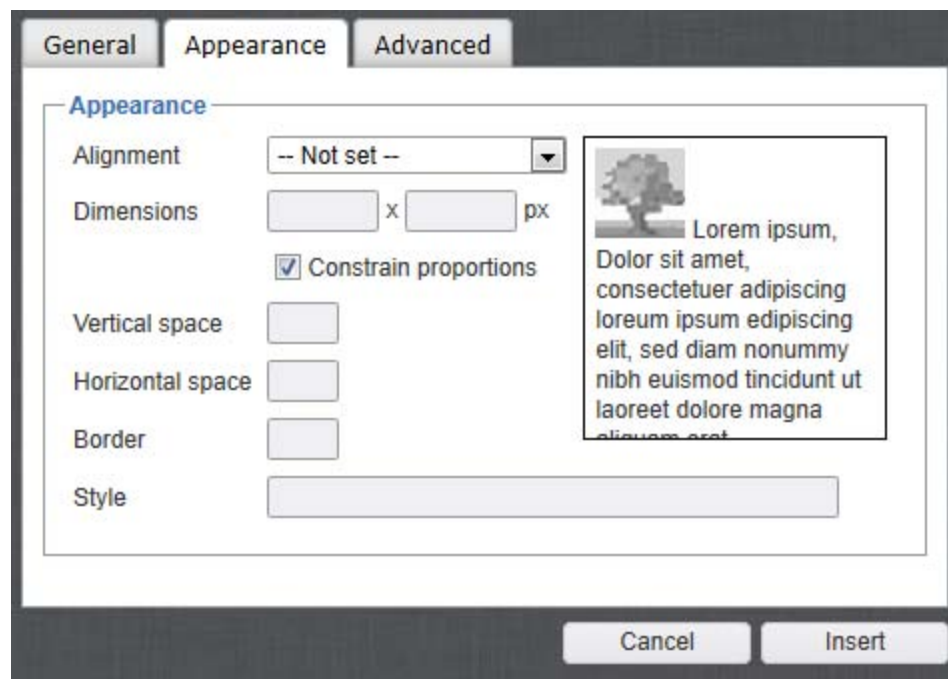 General Appearance Advanced
Appearance
Alignment -- Not set --
Dimensions x px
Constrain proportions
Vertical space
Horizontal space
Border
Style
Lorem ipsum,
Dolor sit amet,
consectetuer adipiscing
loreum ipsum edipiscing
elit, sed diam nonummy
nibh euismod tincidunt ut
laoreet dolore magna
aliquam erat
Cancel Insert